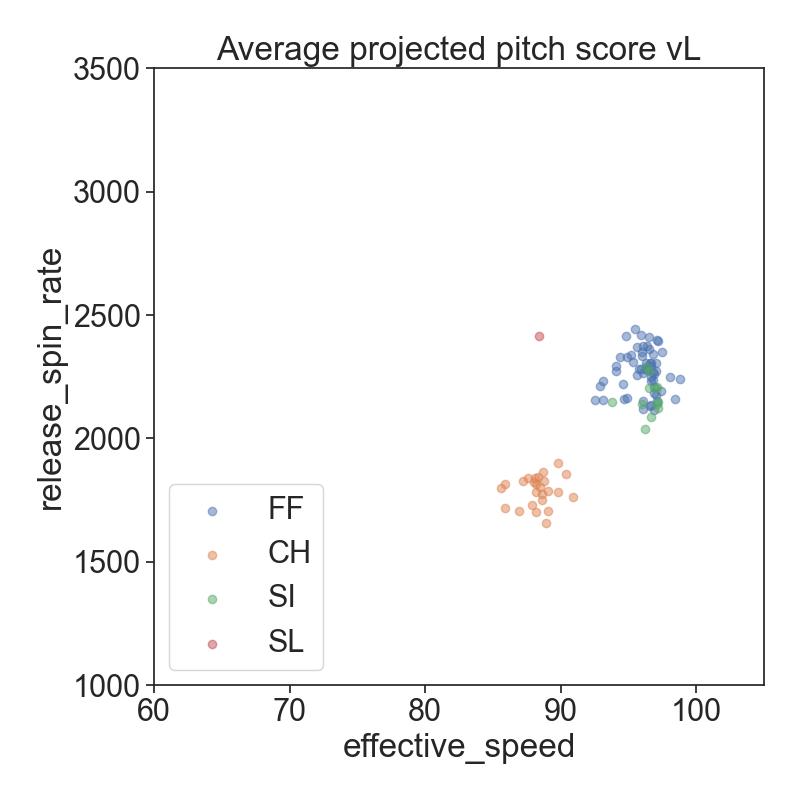 Average projected pitch score vL
3500
3000
2500
2000
1500
1000
release_spin_rate
FF
CH
SI
SL
60 70 80 90 100
effective_speed